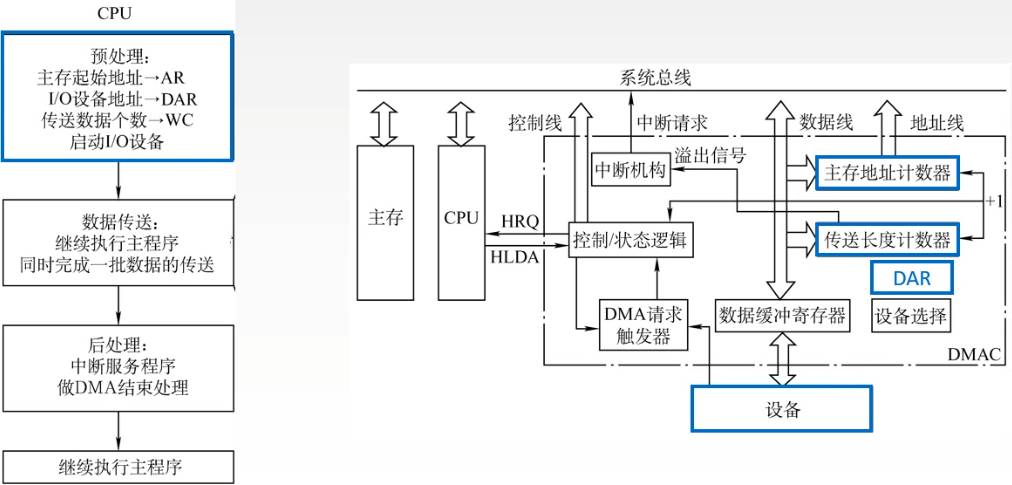 CPU
预处理：
主存起始地址→AR
I/O设备地址→DAR
传送数据个数→WC
启动I/O设备
数据传送：
继续执行主程序
同时完成一批数据的传送
后处理：
中断服务程序
做DMA结束处理
继续执行主程序
系统总线
控制线
中断请求
数据线
地址线
中断机构
溢出信号
主存地址计数器
+1
主存
CPU
HRQ
HLDA
控制/状态逻辑
传送长度计数器
DAR
DMA请求
触发器
数据缓冲寄存器
设备选择
DMAC
设备